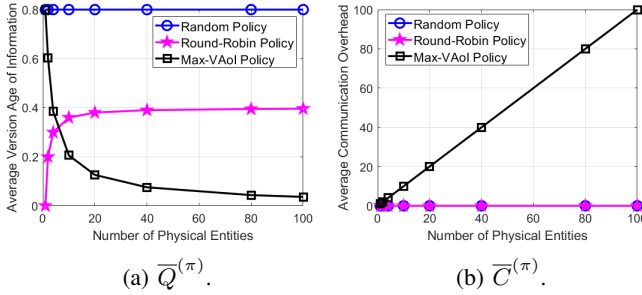 0.8
0.6
0.4
0.2
0
0 20 40 60 80 100
Average Version Age of Information
Number of Physical Entities
Random Policy
Round-Robin Policy
Max-VAoI Policy
(a) Q̅^(π).
100
80
60
40
20
0
0 20 40 60 80 100
Average Communication Overhead
Number of Physical Entities
Random Policy
Round-Robin Policy
Max-VAoI Policy
(b) C̅^(π).